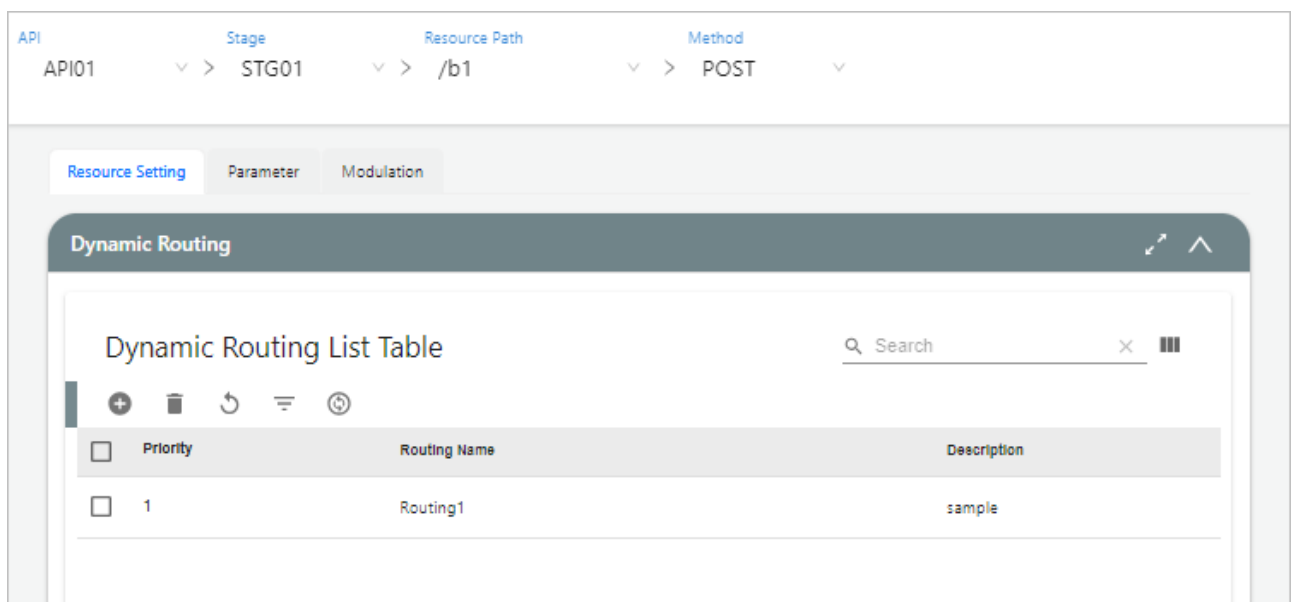 API Stage Resource Path Method
API01 > STG01 > /b1 > POST
Resource Setting Parameter Modulation
Dynamic Routing
Dynamic Routing List Table Search
Priority Routing Name Description
1 Routing1 sample